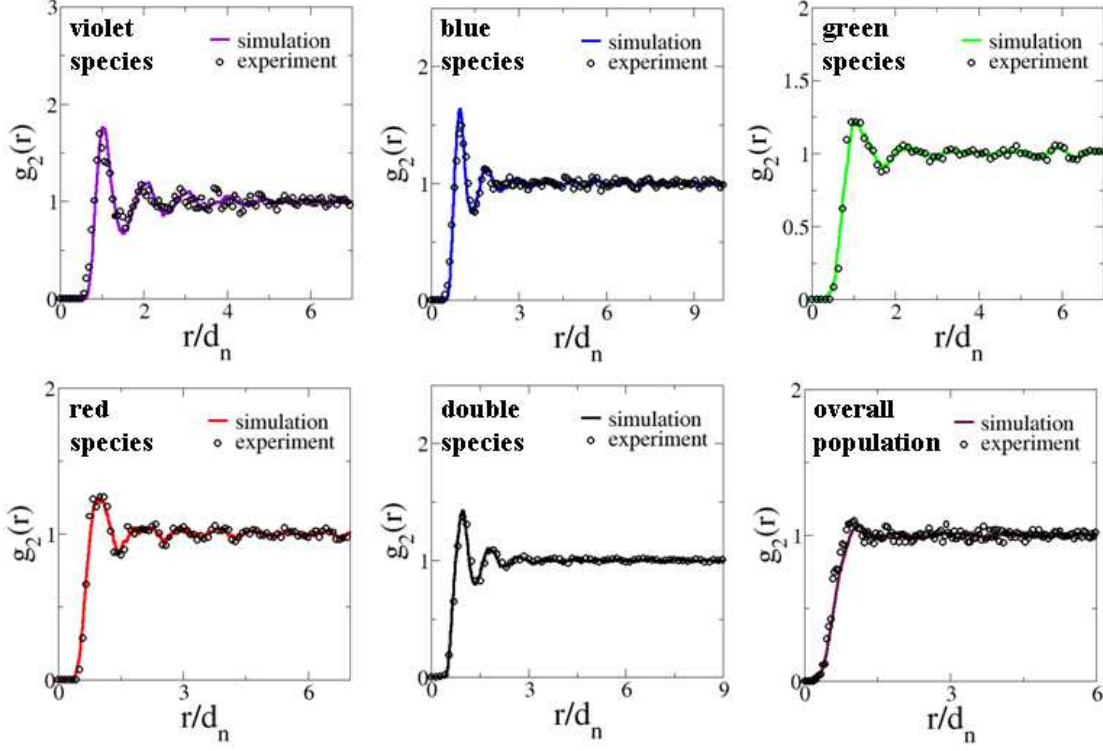 violet
species
simulation
experiment
g2(r)
3
2
1
0
0 2 4 6
r/dn
blue
species
simulation
experiment
g2(r)
2
1
0
0 3 6 9
r/dn
green
species
simulation
experiment
g2(r)
2
1.5
1
0.5
0
0 2 4 6
r/dn
red
species
simulation
experiment
g2(r)
2
1
0
0 3 6
r/dn
double
species
simulation
experiment
g2(r)
2
1
0
0 3 6 9
r/dn
overall
population
simulation
experiment
g2(r)
2
1
0
0 3 6
r/dn